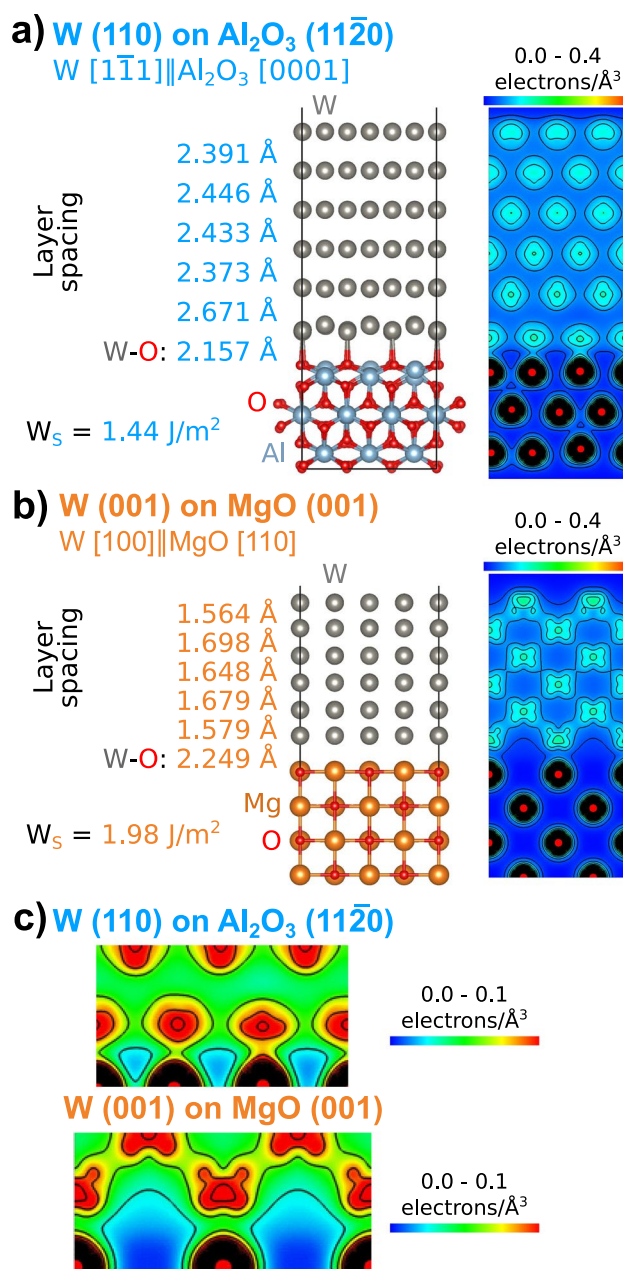 a) W (110) on Al₂O₃ (112̅0)
W [11̅1]||Al₂O₃ [0001]
0.0 - 0.4
electrons/Å³
W
Layer
spacing
2.391 Å
2.446 Å
2.433 Å
2.373 Å
2.671 Å
W-O: 2.157 Å
O
Al
W_S = 1.44 J/m²
b) W (001) on MgO (001)
W [100]||MgO [110]
0.0 - 0.4
electrons/Å³
W
Layer
spacing
1.564 Å
1.698 Å
1.648 Å
1.679 Å
1.579 Å
W-O: 2.249 Å
Mg
O
W_S = 1.98 J/m²
c) W (110) on Al₂O₃ (112̅0)
0.0 - 0.1
electrons/Å³
W (001) on MgO (001)
0.0 - 0.1
electrons/Å³